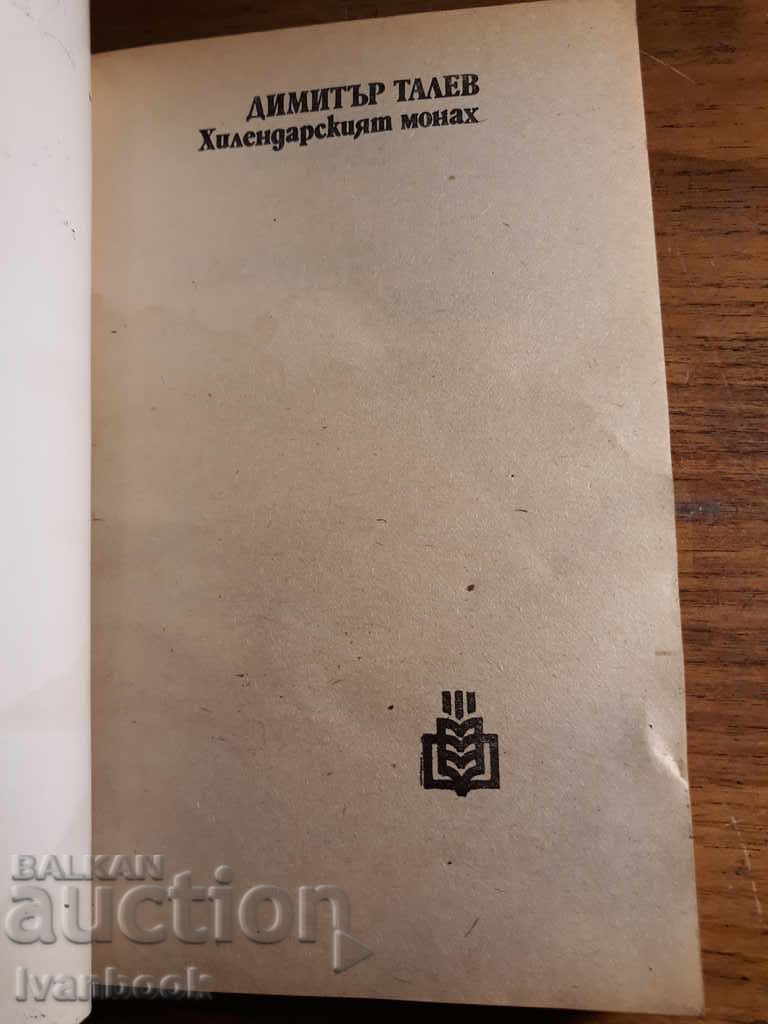 ДИМИТЪР ТАЛЕВ
Хилендарският монах
BALKAN
auction
Ivanbook